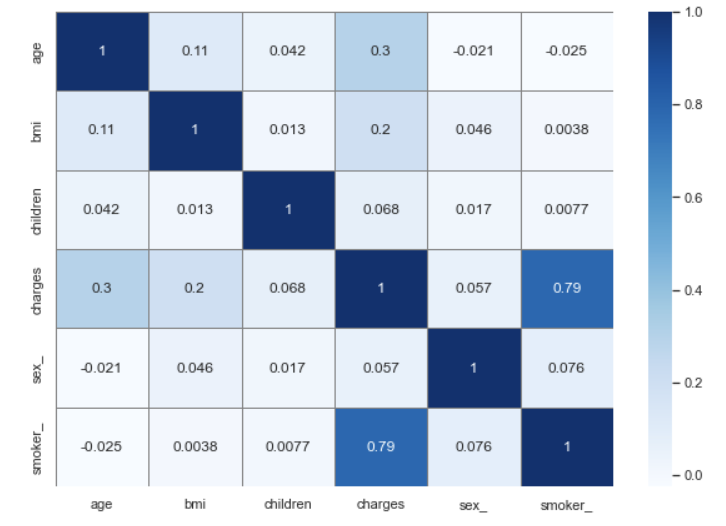 age 1 0.11 0.042 0.3 -0.021 -0.025
bmi 0.11 1 0.013 0.2 0.046 0.0038
children 0.042 0.013 1 0.068 0.017 0.0077
charges 0.3 0.2 0.068 1 0.057 0.79
sex_ -0.021 0.046 0.017 0.057 1 0.076
smoker_ -0.025 0.0038 0.0077 0.79 0.076 1
age bmi children charges sex_ smoker_
1.0
0.8
0.6
0.4
0.2
0.0